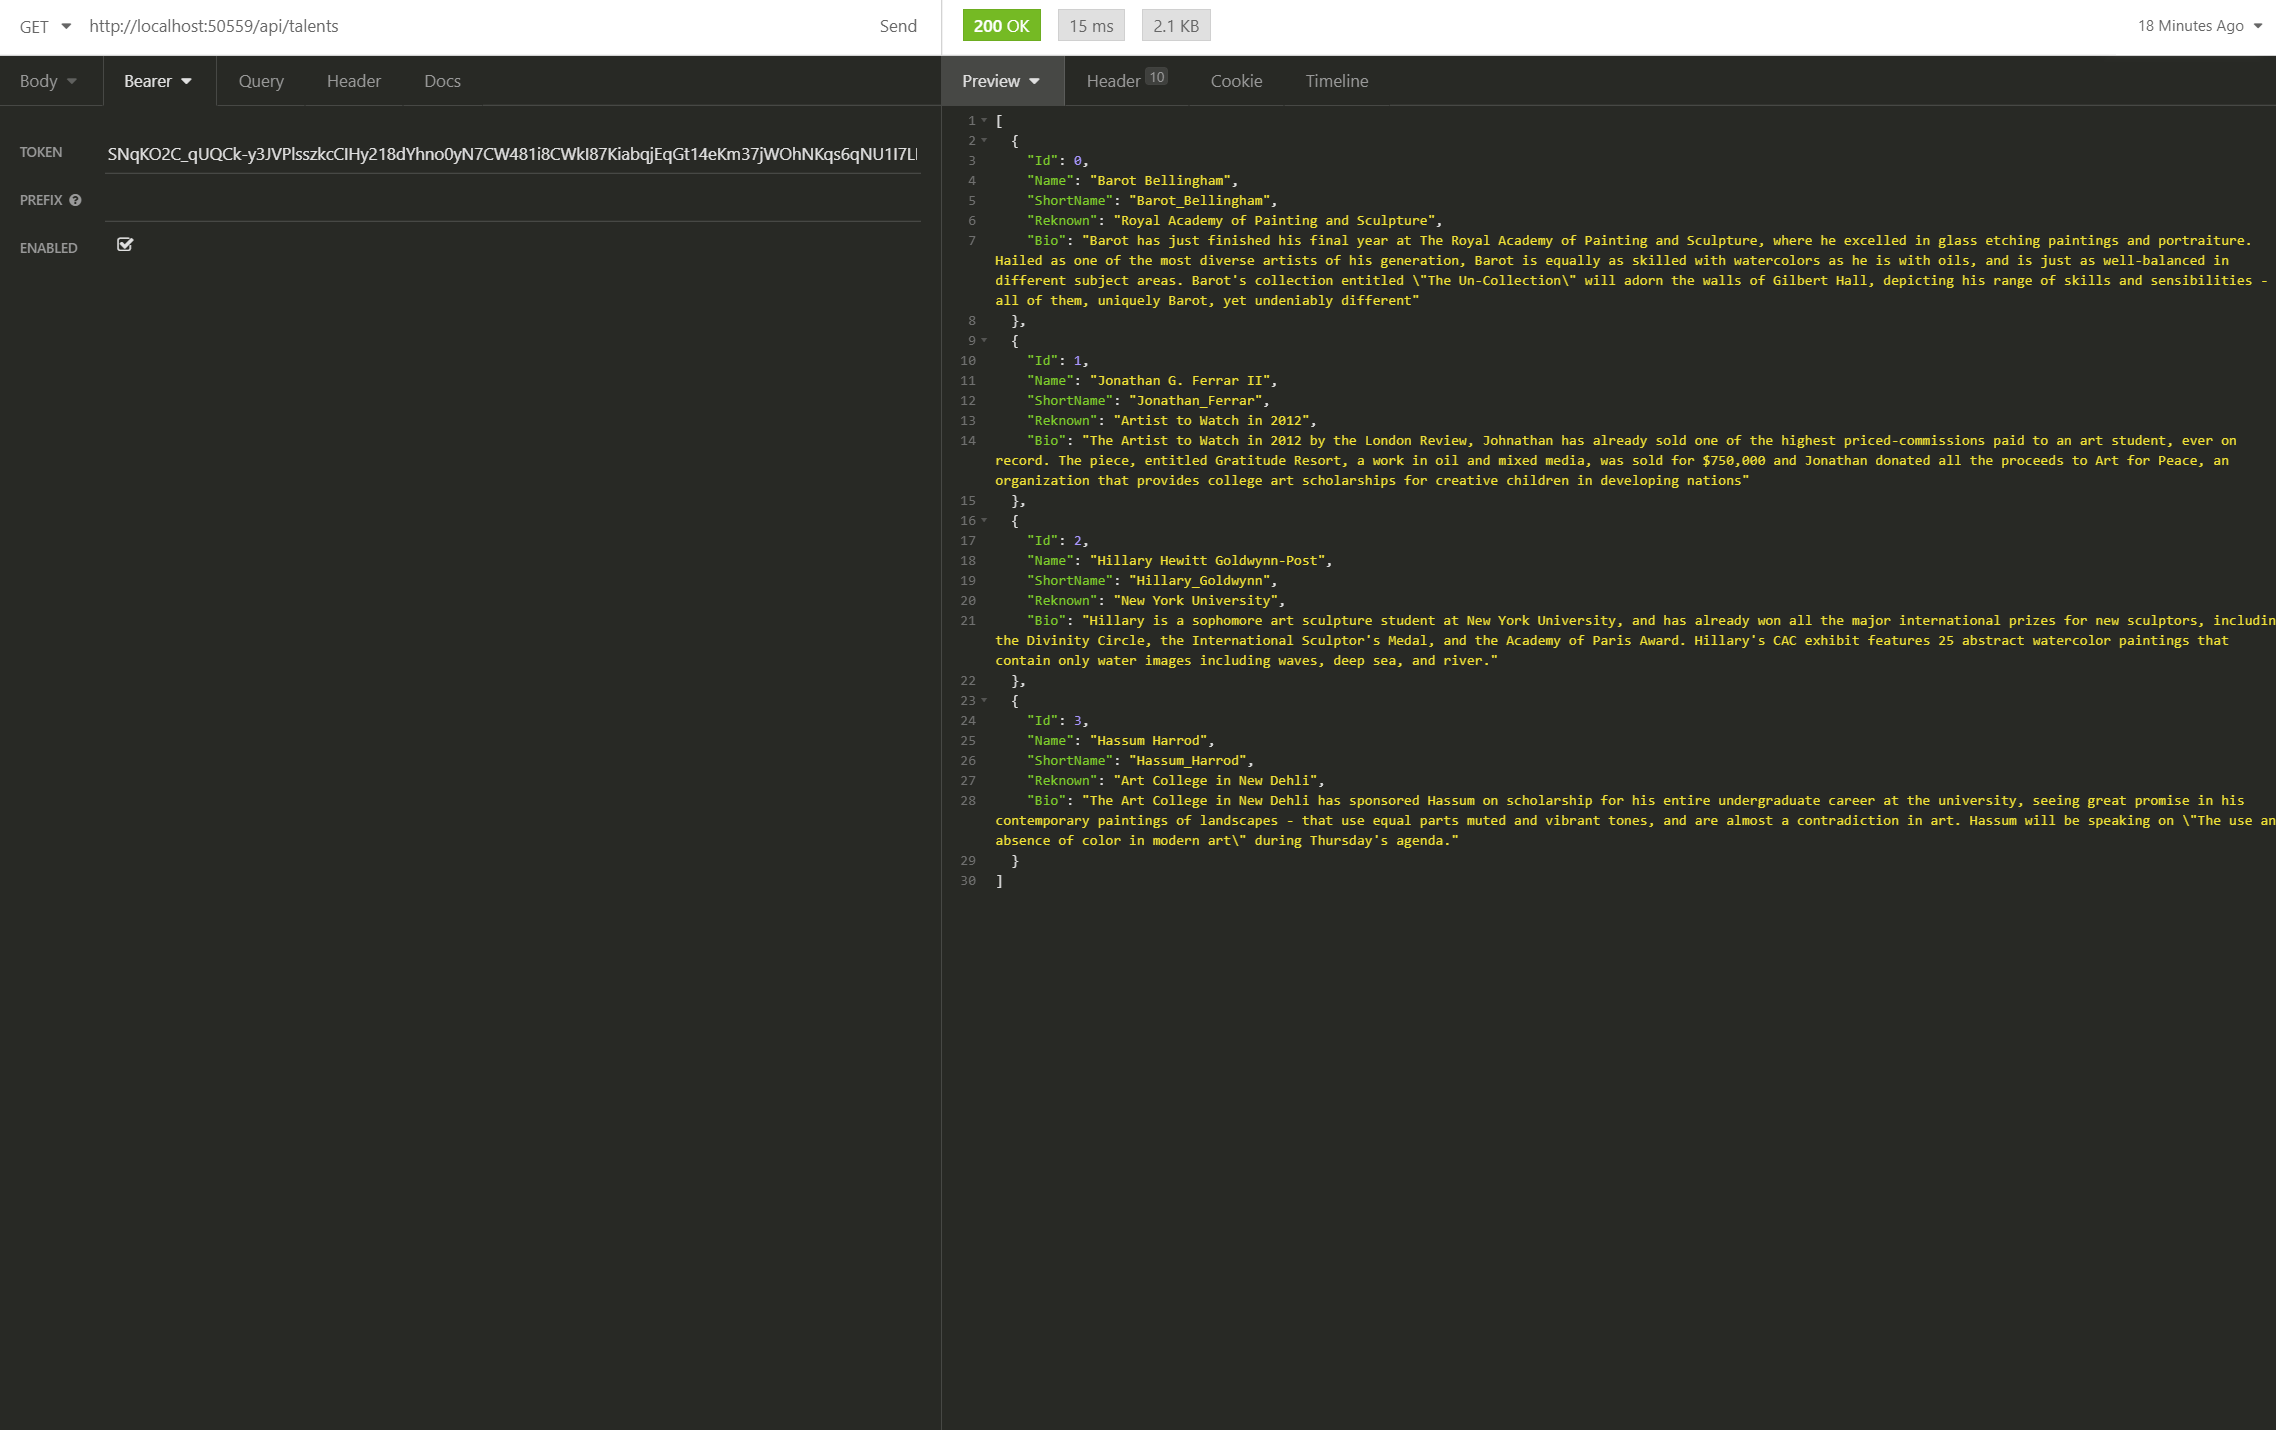 GET http://localhost:50559/api/talents Send
200 OK 15 ms 2.1 KB 18 Minutes Ago
Body Bearer Query Header Docs
Preview Header 10 Cookie Timeline
TOKEN
PREFIX
ENABLED
1 [
2 {
3 "Id": 0,
4 "Name": "Barot Bellingham",
5 "ShortName": "Barot_Bellingham",
6 "Reknown": "Royal Academy of Painting and Sculpture",
7 "Bio": "Barot has just finished his final year at The Royal Academy of Painting and Sculpture, where he excelled in glass etching paintings and portraiture.
Hailed as one of the most diverse artists of his generation, Barot is equally as skilled with watercolors as he is with oils, and is just as well-balanced in
different subject areas. Barot's collection entitled \"The Un-Collection\" will adorn the walls of Gilbert Hall, depicting his range of skills and sensibilities -
all of them, uniquely Barot, yet undeniably different"
8 },
9 {
10 "Id": 1,
11 "Name": "Jonathan G. Ferrar II",
12 "ShortName": "Jonathan_Ferrar",
13 "Reknown": "Artist to Watch in 2012",
14 "Bio": "The Artist to Watch in 2012 by the London Review, Johnathan has already sold one of the highest priced-commissions paid to an art student, ever on
record. The piece, entitled Gratitude Resort, a work in oil and mixed media, was sold for $750,000 and Jonathan donated all the proceeds to Art for Peace, an
organization that provides college art scholarships for creative children in developing nations"
15 },
16 {
17 "Id": 2,
18 "Name": "Hillary Hewitt Goldwynn-Post",
19 "ShortName": "Hillary_Goldwynn",
20 "Reknown": "New York University",
21 "Bio": "Hillary is a sophomore art sculpture student at New York University, and has already won all the major international prizes for new sculptors, includin
the Divinity Circle, the International Sculptor's Medal, and the Academy of Paris Award. Hillary's CAC exhibit features 25 abstract watercolor paintings that
contain only water images including waves, deep sea, and river."
22 },
23 {
24 "Id": 3,
25 "Name": "Hassum Harrod",
26 "ShortName": "Hassum_Harrod",
27 "Reknown": "Art College in New Dehli",
28 "Bio": "The Art College in New Dehli has sponsored Hassum on scholarship for his entire undergraduate career at the university, seeing great promise in his
contemporary paintings of landscapes - that use equal parts muted and vibrant tones, and are almost a contradiction in art. Hassum will be speaking on \"The use an
absence of color in modern art\" during Thursday's agenda."
29 }
30 ]